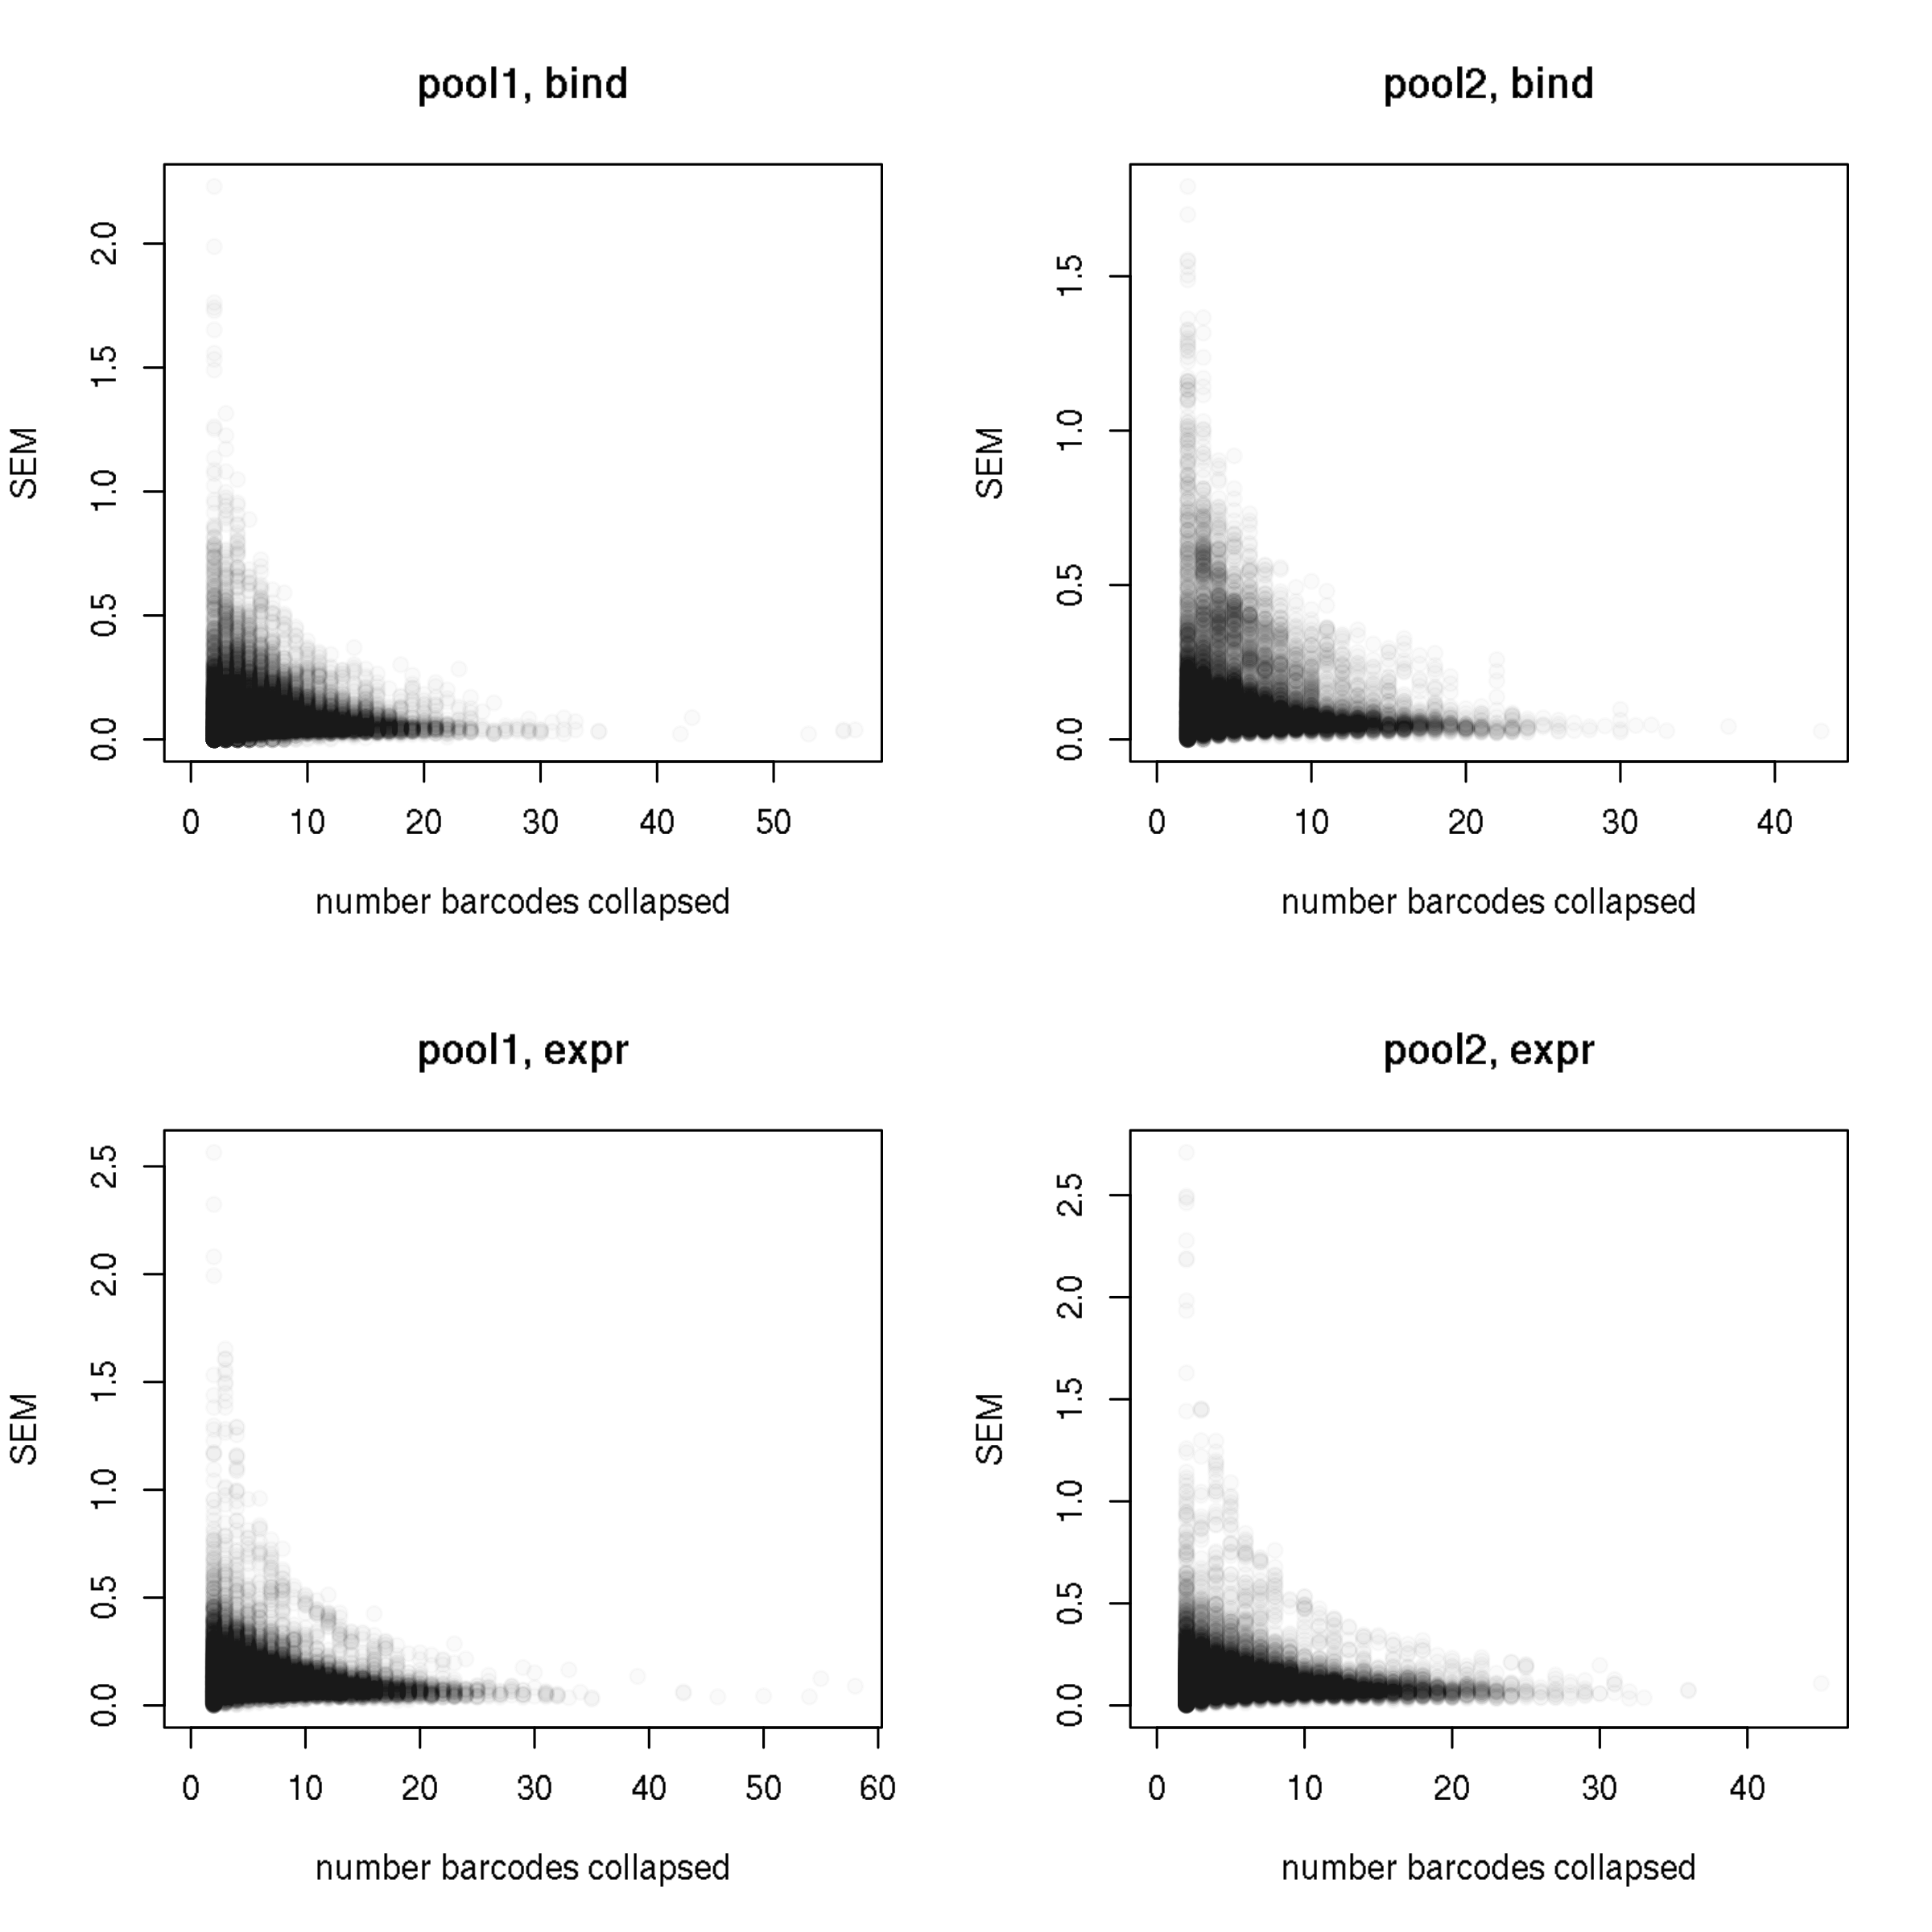 pool1, bind
SEM
2.0
1.5
1.0
0.5
0.0
0 10 20 30 40 50
number barcodes collapsed
pool2, bind
SEM
1.5
1.0
0.5
0.0
0 10 20 30 40
number barcodes collapsed
pool1, expr
SEM
2.5
2.0
1.5
1.0
0.5
0.0
0 10 20 30 40 50 60
number barcodes collapsed
pool2, expr
SEM
2.5
2.0
1.5
1.0
0.5
0.0
0 10 20 30 40
number barcodes collapsed